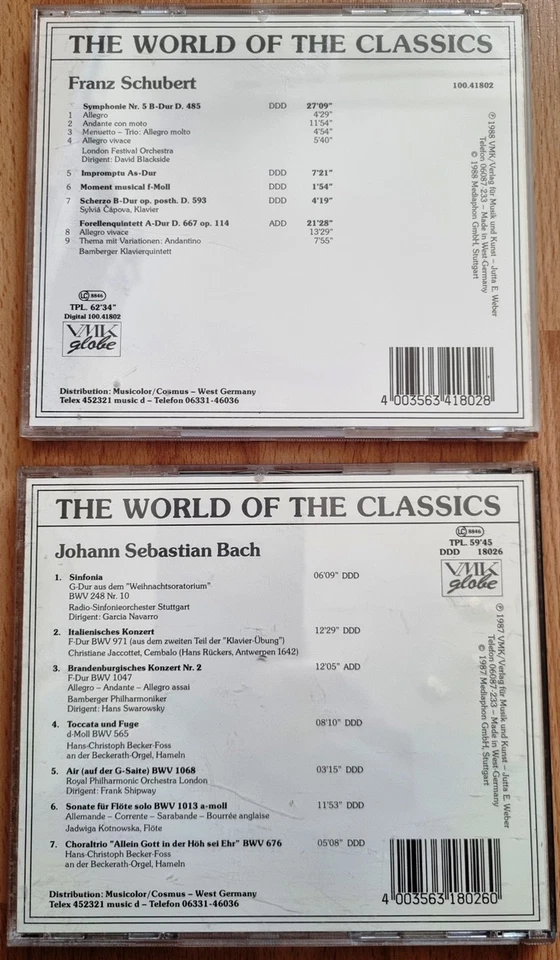 THE WORLD OF THE CLASSICS
Franz Schubert
100.41802
Symphonie Nr. 5 B-Dur D. 485 DDD 27'09"
1 Allegro 4'29"
2 Andante con moto 11'54"
3 Menuetto – Trio: Allegro molto 4'54"
4 Allegro vivace 5'40"
London Festival Orchestra
Dirigent: David Blackside
5 Impromptu As-Dur DDD 7'21"
6 Moment musical f-Moll DDD 1'54"
7 Scherzo B-Dur op. posth. D. 593 DDD 4'19"
Sylviá Čápova, Klavier
Forellenquintett A-Dur D. 667 op. 114 ADD 21'28"
8 Allegro vivace 13'29"
9 Thema mit Variationen: Andantino 7'55"
Bamberger Klavierquintett
LC 8846
TPL. 62'34"
Digital 100.41802
VMK
globe
Distribution: Musicolor/Cosmus – West Germany
Telex 452321 music d – Telefon 06331-46036
℗ 1988 VMK/Verlag für Musik und Kunst – Jutta E. Weber
Telefon 06087-233 – Made in West-Germany
© 1988 Mediaphon GmbH, Stuttgart
4 003563 418028
THE WORLD OF THE CLASSICS
Johann Sebastian Bach
LC 8846
TPL. 59'45
DDD 18026
VMK
globe
1. Sinfonia 06'09" DDD
G-Dur aus dem "Weihnachtsoratorium"
BWV 248 Nr. 10
Radio-Sinfonieorchester Stuttgart
Dirigent: Garcia Navarro
2. Italienisches Konzert 12'29" DDD
F-Dur BWV 971 (aus dem zweiten Teil der "Klavier-Übung")
Christiane Jaccottet, Cembalo (Hans Rückers, Antwerpen 1642)
3. Brandenburgisches Konzert Nr. 2 12'05" ADD
F-Dur BWV 1047
Allegro – Andante – Allegro assai
Bamberger Philharmoniker
Dirigent: Hans Swarowsky
4. Toccata und Fuge 08'10" DDD
d-Moll BWV 565
Hans-Christoph Becker-Foss
an der Beckerath-Orgel, Hameln
5. Air (auf der G-Saite) BWV 1068 03'15" DDD
Royal Philharmonic Orchestra London
Dirigent: Frank Shipway
6. Sonate für Flöte solo BWV 1013 a-moll 11'53" DDD
Allemande – Corrente – Sarabande – Bourrée anglaise
Jadwiga Kotnowska, Flöte
7. Choraltrio "Allein Gott in der Höh sei Ehr" BWV 676 05'08" DDD
Hans-Christoph Becker-Foss
an der Beckerath-Orgel, Hameln
Distribution: Musicolor/Cosmus – West Germany
Telex 452321 music d – Telefon 06331-46036
℗ 1987 VMK/Verlag für Musik und Kunst – Jutta E. Weber
Telefon 06087-233 – Made in West-Germany
© 1987 Mediaphon GmbH, Stuttgart
4 003563 180260